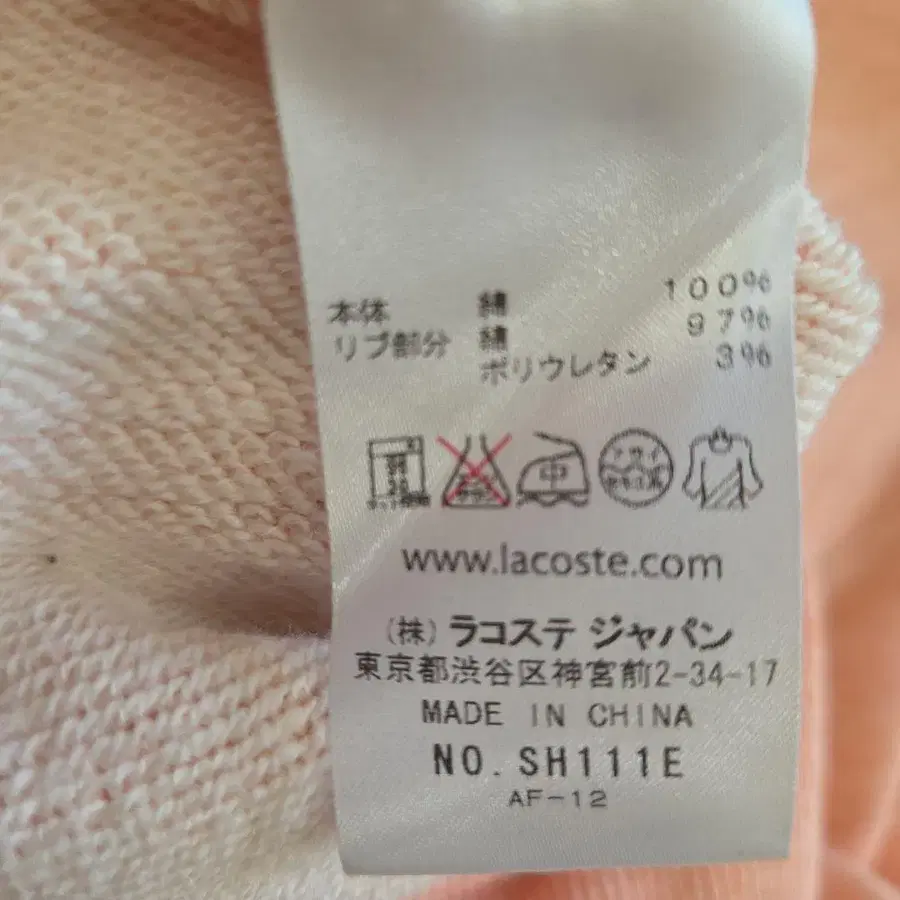 本体 綿 100%
リブ部分 綿 97%
ポリウレタン 3%
中
www.lacoste.com
(株) ラコステ ジャパン
東京都渋谷区神宮前2-34-17
MADE IN CHINA
NO. SH111E
AF-12